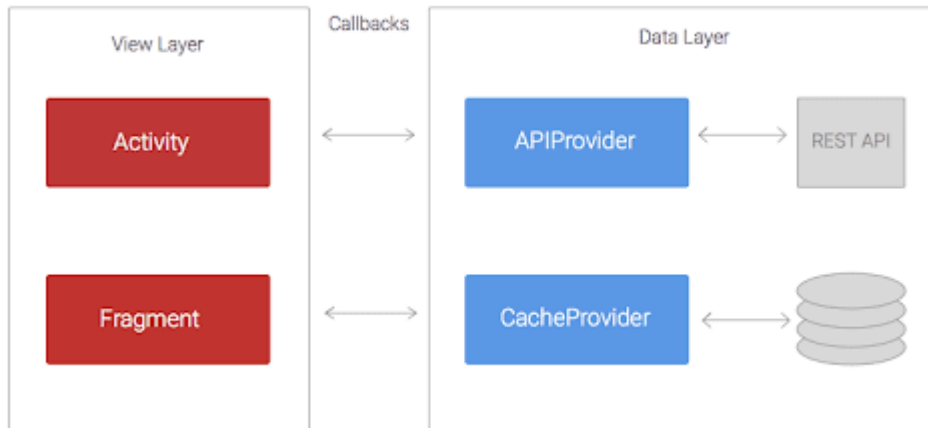 View Layer
Callbacks
Data Layer
Activity
APIProvider
REST API
Fragment
CacheProvider